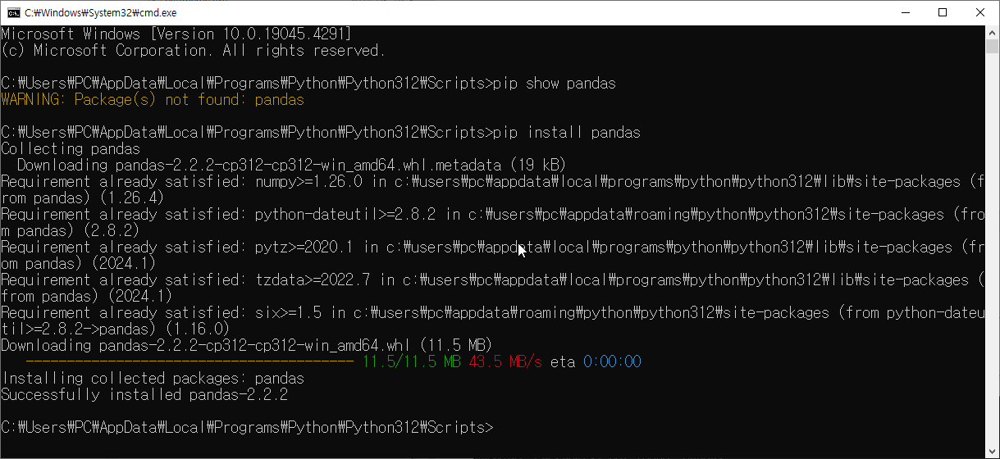 C:₩Windows₩System32₩cmd.exe
Microsoft Windows [Version 10.0.19045.4291]
(c) Microsoft Corporation. All rights reserved.
C:₩Users₩PC₩AppData₩Local₩Programs₩Python₩Python312₩Scripts>pip show pandas
WARNING: Package(s) not found: pandas
C:₩Users₩PC₩AppData₩Local₩Programs₩Python₩Python312₩Scripts>pip install pandas
Collecting pandas
  Downloading pandas-2.2.2-cp312-cp312-win_amd64.whl.metadata (19 kB)
Requirement already satisfied: numpy>=1.26.0 in c:₩users₩pc₩appdata₩local₩programs₩python₩python312₩lib₩site-packages (f
rom pandas) (1.26.4)
Requirement already satisfied: python-dateutil>=2.8.2 in c:₩users₩pc₩appdata₩roaming₩python₩python312₩site-packages (fro
m pandas) (2.8.2)
Requirement already satisfied: pytz>=2020.1 in c:₩users₩pc₩appdata₩local₩programs₩python₩python312₩lib₩site-packages (fr
om pandas) (2024.1)
Requirement already satisfied: tzdata>=2022.7 in c:₩users₩pc₩appdata₩local₩programs₩python₩python312₩lib₩site-packages (
from pandas) (2024.1)
Requirement already satisfied: six>=1.5 in c:₩users₩pc₩appdata₩roaming₩python₩python312₩site-packages (from python-dateu
til>=2.8.2->pandas) (1.16.0)
Downloading pandas-2.2.2-cp312-cp312-win_amd64.whl (11.5 MB)
   ---------------------------------------- 11.5/11.5 MB 43.5 MB/s eta 0:00:00
Installing collected packages: pandas
Successfully installed pandas-2.2.2
C:₩Users₩PC₩AppData₩Local₩Programs₩Python₩Python312₩Scripts>